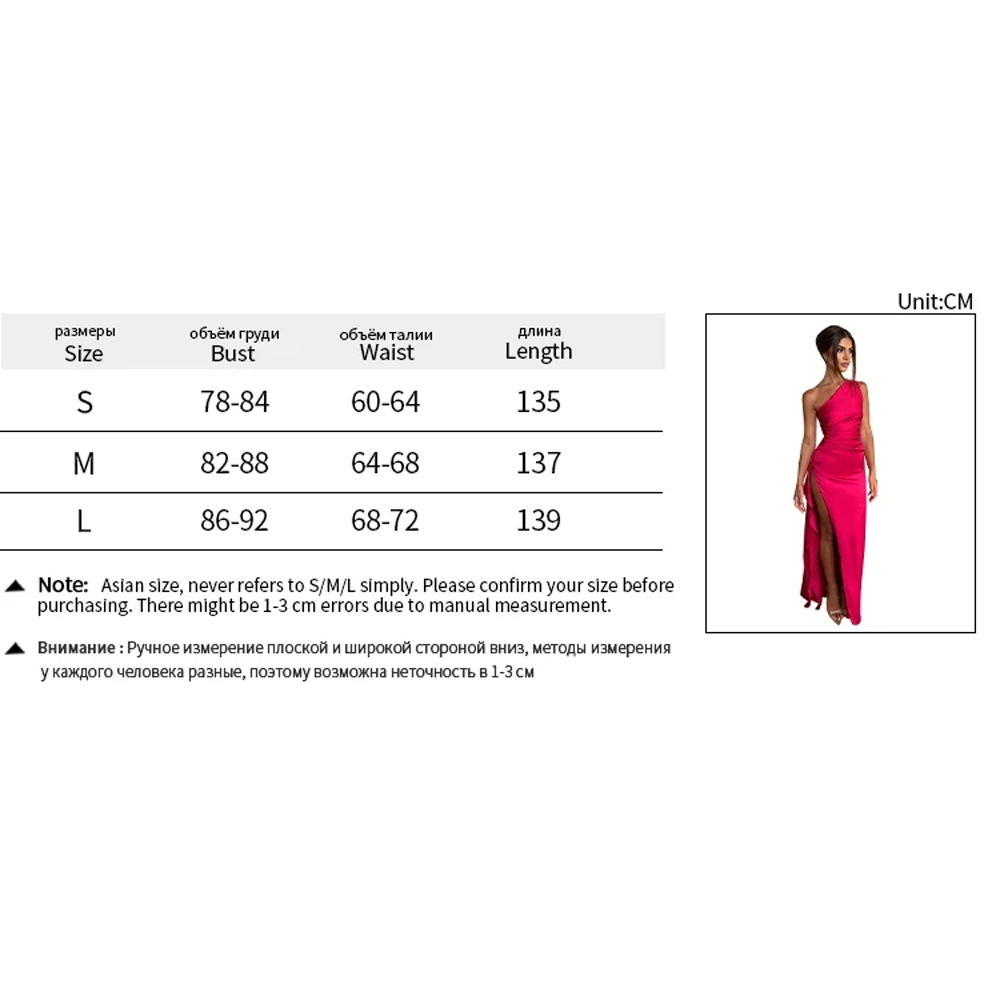 Unit:CM
размеры объём груди объём талии длина
Size Bust Waist Length
S 78-84 60-64 135
M 82-88 64-68 137
L 86-92 68-72 139
Note: Asian size, never refers to S/M/L simply. Please confirm your size before
purchasing. There might be 1-3 cm errors due to manual measurement.
Внимание : Ручное измерение плоской и широкой стороной вниз, методы измерения
у каждого человека разные, поэтому возможна неточность в 1-3 см